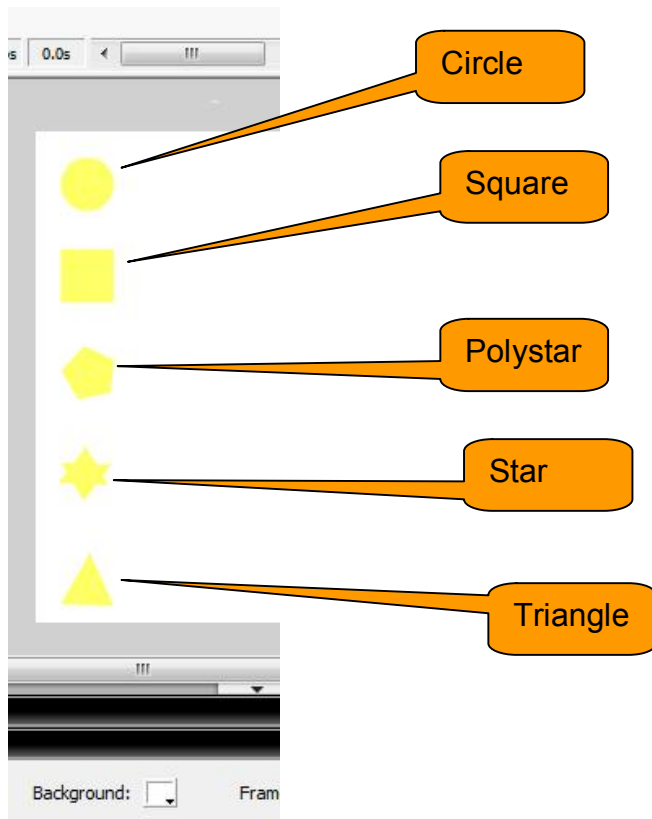 s 0.0s
Circle
Square
Polystar
Star
Triangle
Background: Fram